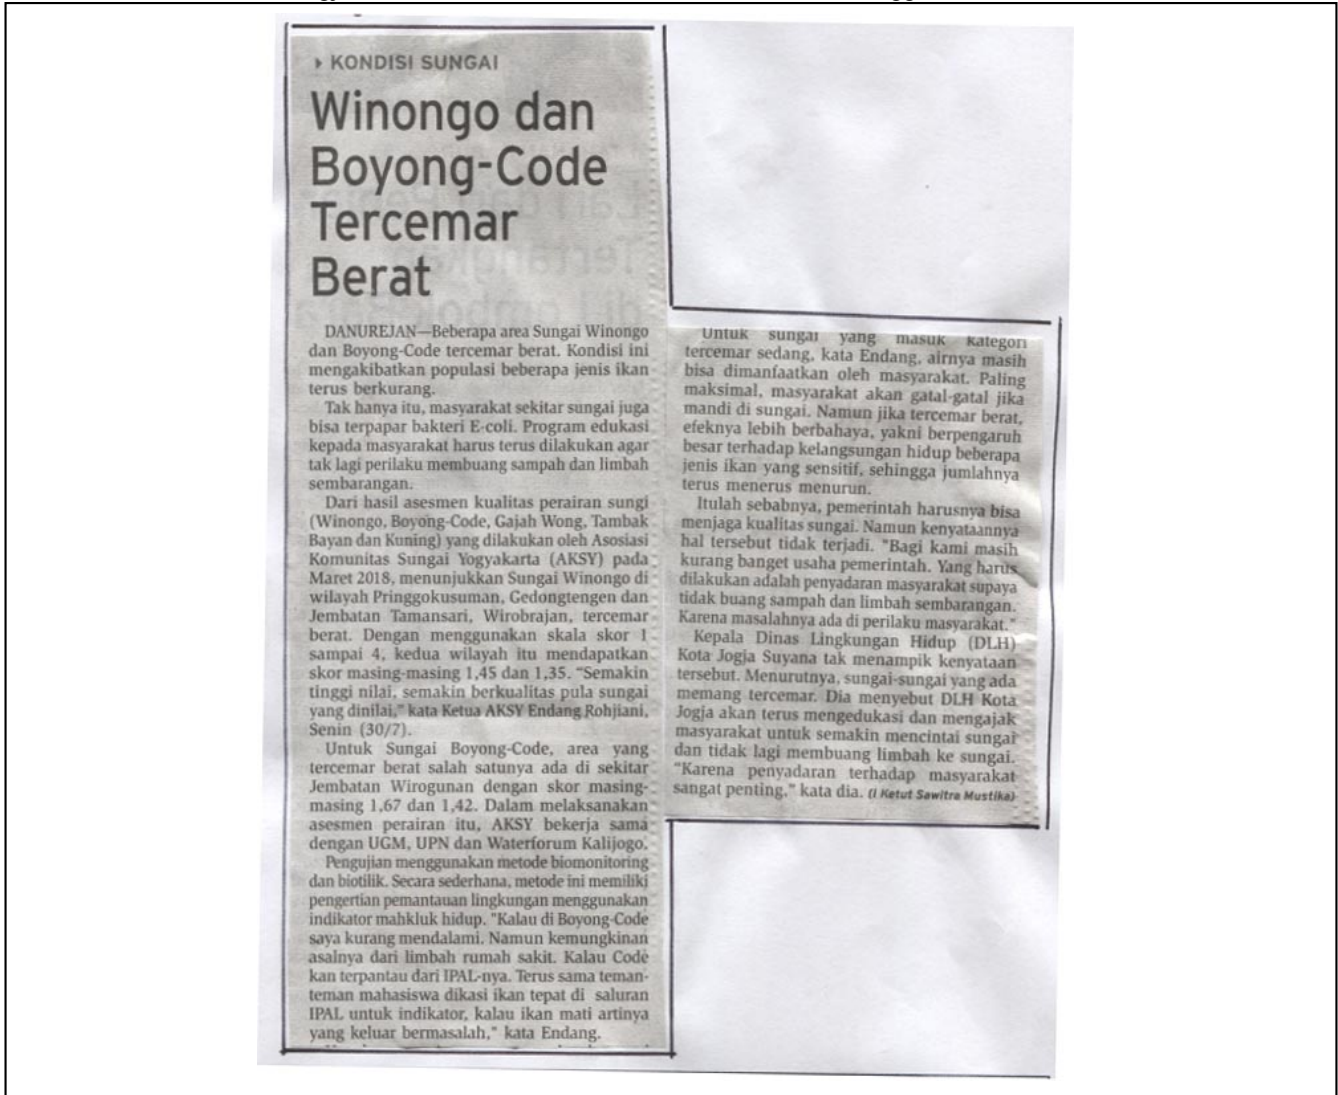 KONDISI SUNGAI
Winongo dan
Boyong-Code
Tercemar
Berat
DANUREJAN—Beberapa area Sungai Winongo
dan Boyong-Code tercemar berat. Kondisi ini
mengakibatkan populasi beberapa jenis ikan
terus berkurang.
Tak hanya itu, masyarakat sekitar sungai juga
bisa terpapar bakteri E-coli. Program edukasi
kepada masyarakat harus terus dilakukan agar
tak lagi perilaku membuang sampah dan limbah
sembarangan.
Dari hasil asesmen kualitas perairan sungi
(Winongo, Boyong-Code, Gajah Wong, Tambak
Bayan dan Kuning) yang dilakukan oleh Asosiasi
Komunitas Sungai Yogyakarta (AKSY) pada
Maret 2018, menunjukkan Sungai Winongo di
wilayah Pringgokusuman, Gedongtengen dan
Jembatan Tamansari, Wirobrajan, tercemar
berat. Dengan menggunakan skala skor 1
sampai 4, kedua wilayah itu mendapatkan
skor masing-masing 1,45 dan 1,35. “Semakin
tinggi nilai, semakin berkualitas pula sungai
yang dinilai," kata Ketua AKSY Endang Rohjiani,
Senin (30/7).
Untuk Sungai Boyong-Code, area yang
tercemar berat salah satunya ada di sekitar
Jembatan Wirogunan dengan skor masing-
masing 1,67 dan 1,42. Dalam melaksanakan
asesmen perairan itu, AKSY bekerja sama
dengan UGM, UPN dan Waterforum Kalijogo.
Pengujian menggunakan metode biomonitoring
dan biotilik. Secara sederhana, metode ini memiliki
pengertian pemantauan lingkungan menggunakan
indikator mahkluk hidup. "Kalau di Boyong-Code
saya kurang mendalami. Namun kemungkinan
asalnya dari limbah rumah sakit. Kalau Code
kan terpantau dari IPAL-nya. Terus sama teman-
teman mahasiswa dikasi ikan tepat di saluran
IPAL untuk indikator, kalau ikan mati artinya
yang keluar bermasalah," kata Endang.
Untuk sungai yang masuk kategori
tercemar sedang, kata Endang, airnya masih
bisa dimanfaatkan oleh masyarakat. Paling
maksimal, masyarakat akan gatal-gatal jika
mandi di sungai. Namun jika tercemar berat,
efeknya lebih berbahaya, yakni berpengaruh
besar terhadap kelangsungan hidup beberapa
jenis ikan yang sensitif, sehingga jumlahnya
terus menerus menurun.
Itulah sebabnya, pemerintah harusnya bisa
menjaga kualitas sungai. Namun kenyataannya
hal tersebut tidak terjadi. "Bagi kami masih
kurang banget usaha pemerintah. Yang harus
dilakukan adalah penyadaran masyarakat supaya
tidak buang sampah dan limbah sembarangan.
Karena masalahnya ada di perilaku masyarakat."
Kepala Dinas Lingkungan Hidup (DLH)
Kota Jogja Suyana tak menampik kenyataan
tersebut. Menurutnya, sungai-sungai yang ada
memang tercemar. Dia menyebut DLH Kota
Jogja akan terus mengedukasi dan mengajak
masyarakat untuk semakin mencintai sungai
dan tidak lagi membuang limbah ke sungai.
"Karena penyadaran terhadap masyarakat
sangat penting," kata dia. (I Ketut Sawitra Mustika)